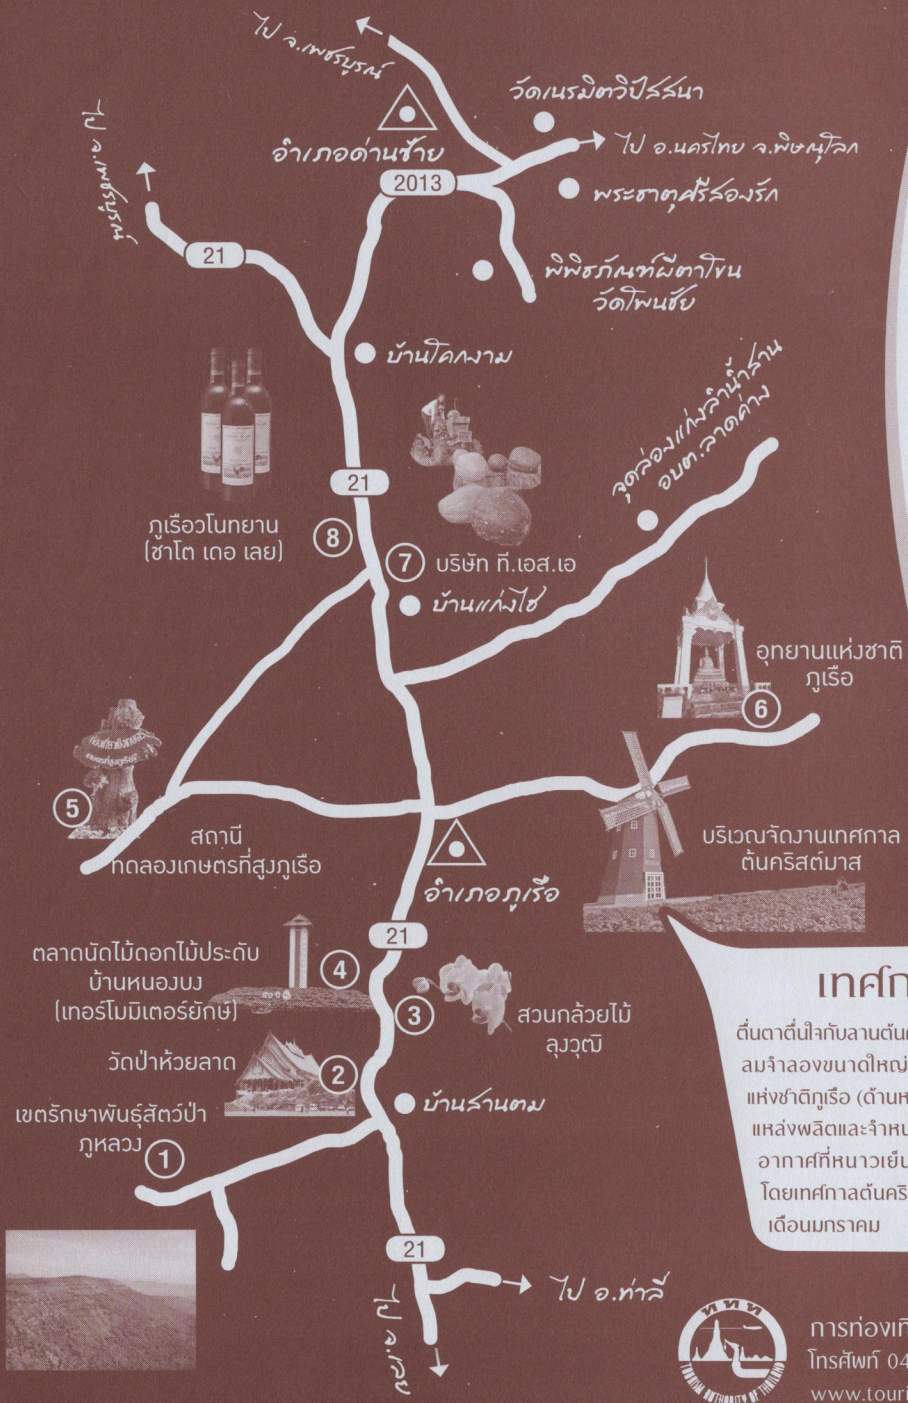 ไป จ.เพชรบูรณ์
วัดเนรมิตวิปัสสนา
ไป จ.เพชรบูรณ์
อำเภอด่านซ้าย
ไป อ.นครไทย จ.พิษณุโลก
2013
พระธาตุศรีสองรัก
21
พิพิธภัณฑ์ผีตาโขน
วัดโพนชัย
บ้านโคกงาม
จุดล่องแก่งลำน้ำสาน
อบต.ลาดค่าง
21
ภูเรือวโนทยาน
(ชาโต เดอ เลย)
8
7
บริษัท ที.เอส.เอ
บ้านแก่งไฮ
อุทยานแห่งชาติ
ภูเรือ
6
5
สถานี
ทดลองเกษตรที่สูงภูเรือ
บริเวณจัดงานเทศกาล
ต้นคริสต์มาส
อำเภอภูเรือ
21
ตลาดนัดไม้ดอกไม้ประดับ
บ้านหนองบง
(เทอร์โมมิเตอร์ยักษ์)
4
3
สวนกล้วยไม้
ลุงวุฒิ
วัดป่าห้วยลาด
2
บ้านสานตม
เขตรักษาพันธุ์สัตว์ป่า
ภูหลวง
1
21
ไป อ.ท่าลี่
ไป จ.เลย
เทศก
ตื่นตาตื่นใจกับลานต้น
ลมจำลองขนาดใหญ่
แห่งชาติภูเรือ (ด้านห
แหล่งผลิตและจำหน
อากาศที่หนาวเย็น
โดยเทศกาลต้นคริ
เดือนมกราคม
ททท
TOURISM AUTHORITY OF THAILAND
การท่องเที
โทรศัพท์ 04
www.touri